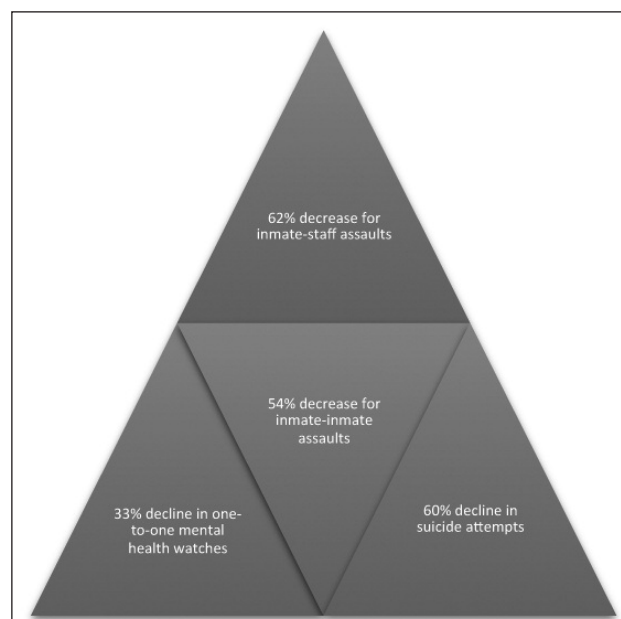 62% decrease for
inmate-staff assaults
54% decrease for
inmate-inmate
assaults
33% decline in one-
to-one mental
health watches
60% decline in
suicide attempts